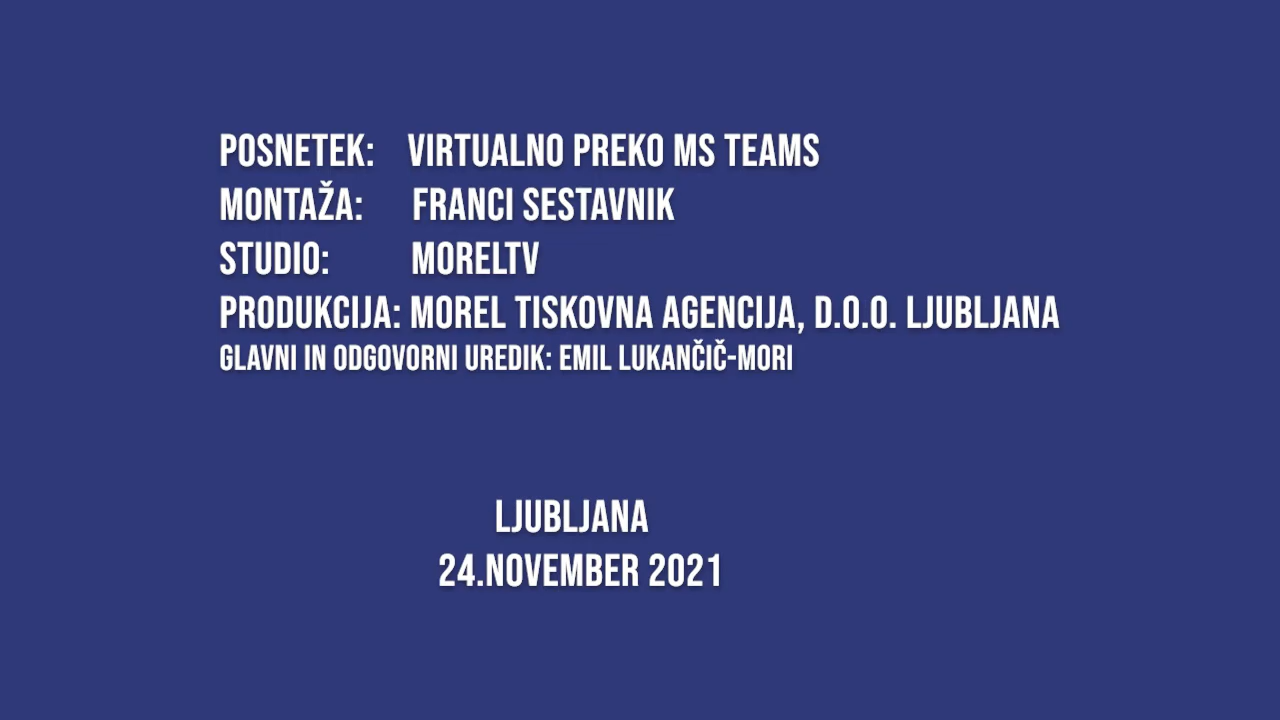 POSNETEK: VIRTUALNO PREKO MS TEAMS
MONTAŽA: FRANCI SESTAVNIK
STUDIO: MORELTV
PRODUKCIJA: MOREL TISKOVNA AGENCIJA, D.O.O. LJUBLJANA
GLAVNI IN ODGOVORNI UREDIK: EMIL LUKANČIČ-MORI
LJUBLJANA
24.NOVEMBER 2021